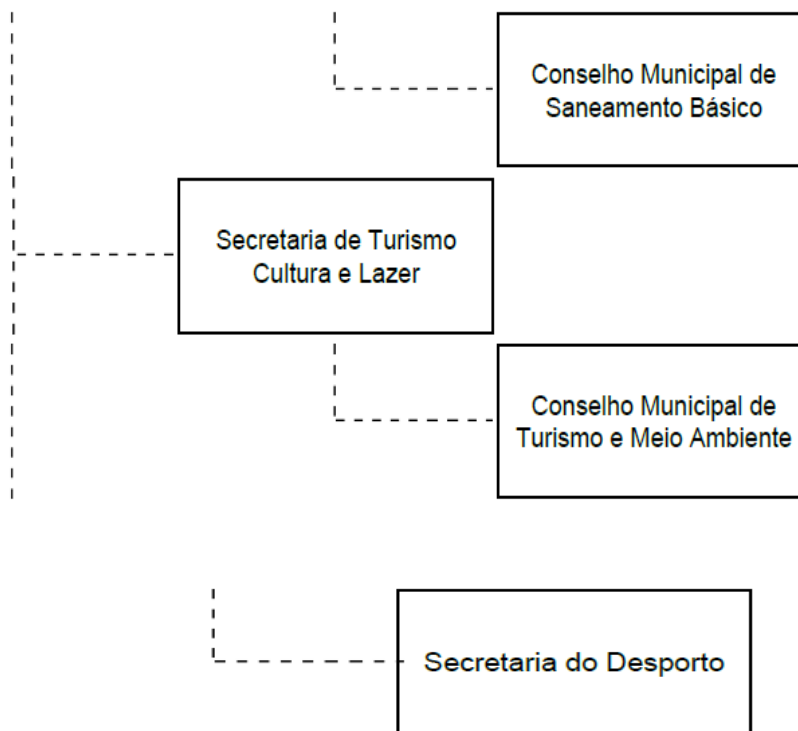 Conselho Municipal de
Saneamento Básico
Secretaria de Turismo
Cultura e Lazer
Conselho Municipal de
Turismo e Meio Ambiente
Secretaria do Desporto